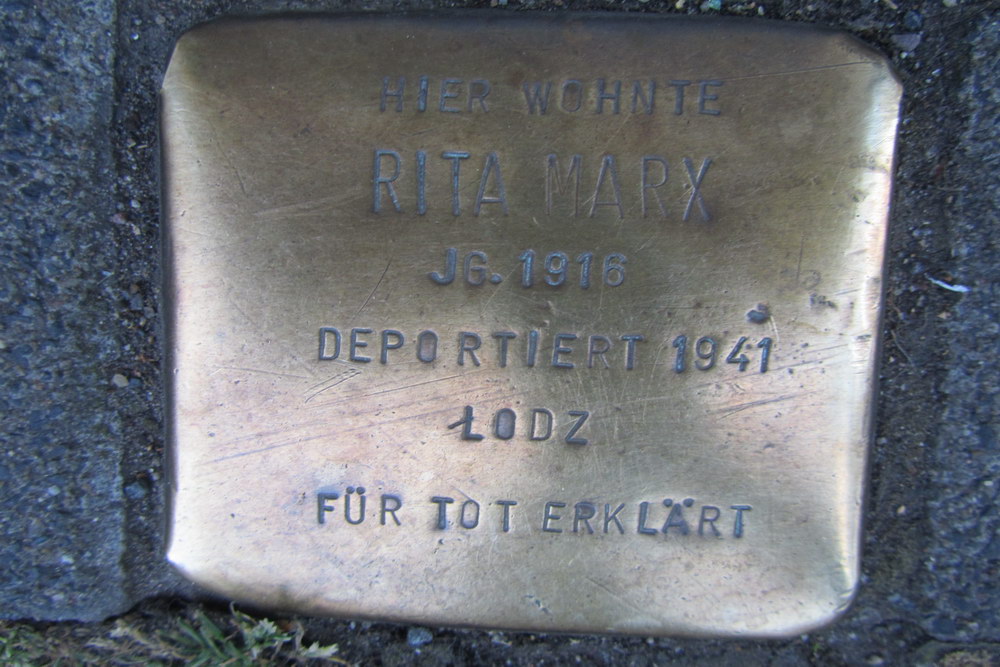 HIER WOHNTE
RITA MARX
JG. 1916
DEPORTIERT 1941
ŁODZ
FÜR TOT ERKLÄRT